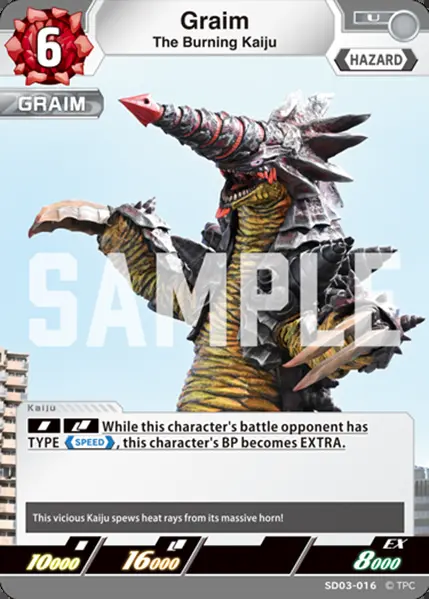 Graim
The Burning Kaiju
U
6
HAZARD
GRAIM
SAMPLE
Kaiju
While this character's battle opponent has
TYPE SPEED, this character's BP becomes EXTRA.
This vicious Kaiju spews heat rays from its massive horn!
10000
16000
EX
8000
SD03-016 © TPC